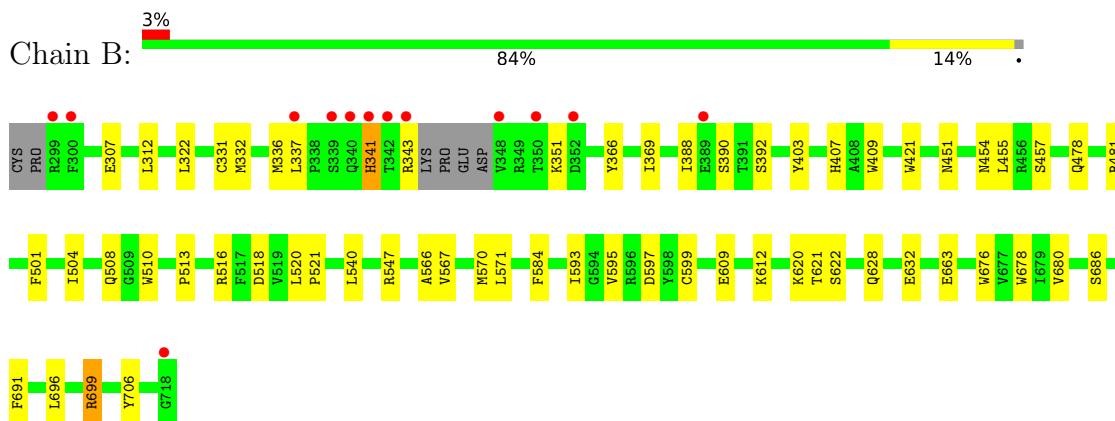 3%
Chain B:
84% 14% •
CYS PRO R299 F300 E307 L312 L322 C331 M332 M336 L337 P338 S339 Q340 H341 T342 R343 LYS PRO GLU ASP V348 R349 T350 K351 D352 Y366 I369 I388 E389 S390 T391 S392 Y403 H407 A408 W409 W421 N451 N454 L455 R456 S457 Q478
F501 I504 Q508 G509 W510 P513 R516 F517 D518 V519 L520 P521 L540 R547 A566 V567 M570 L571 F584 I593 G594 V595 R596 D597 Y598 C599 E609 K612 K620 T621 S622 Q628 E632 E663 W676 V677 W678 I679 V680 S686
F691 L696 R699 Y706 G718